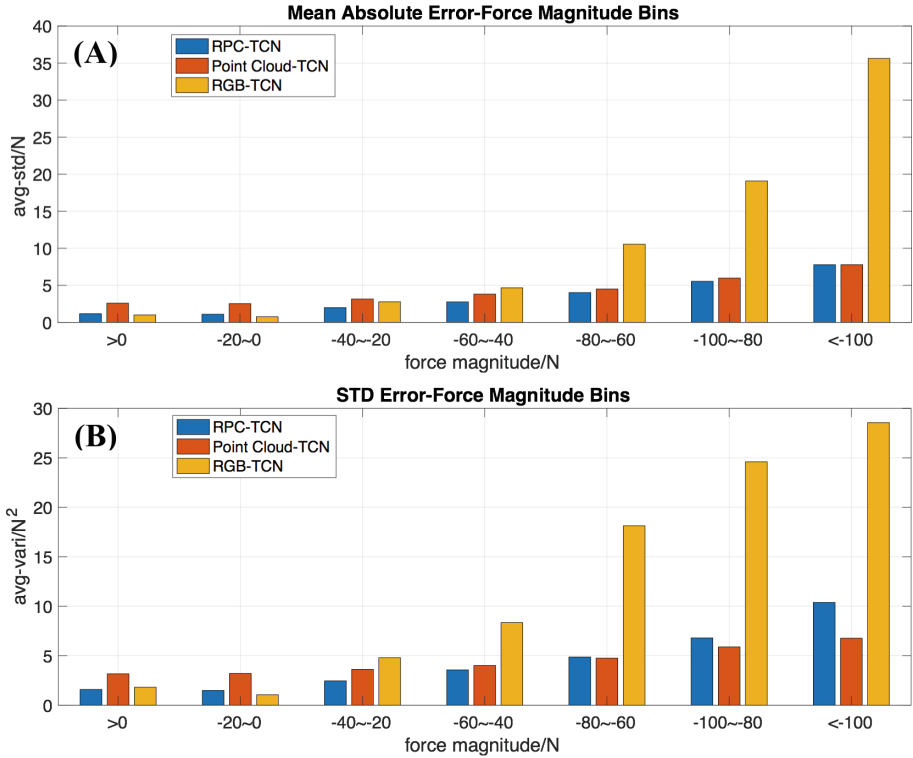 Mean Absolute Error-Force Magnitude Bins
(A)
RPC-TCN
Point Cloud-TCN
RGB-TCN
avg-std/N
40
35
30
25
20
15
10
5
0
>0 -20~0 -40~-20 -60~-40 -80~-60 -100~-80 <-100
force magnitude/N
STD Error-Force Magnitude Bins
(B)
RPC-TCN
Point Cloud-TCN
RGB-TCN
avg-vari/N²
30
25
20
15
10
5
0
>0 -20~0 -40~-20 -60~-40 -80~-60 -100~-80 <-100
force magnitude/N